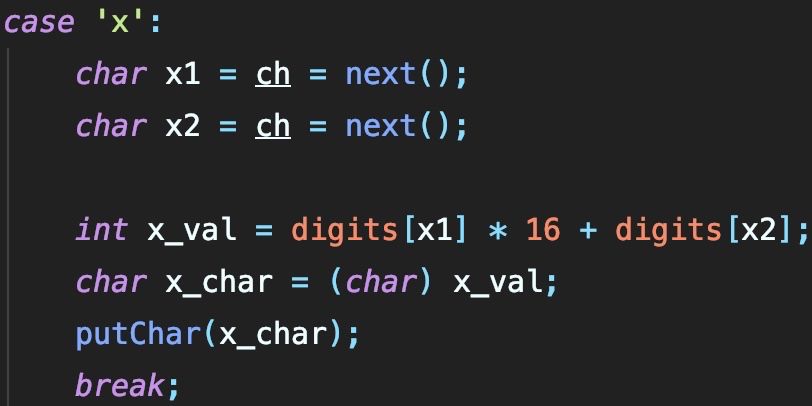 case 'x':
char x1 = ch = next();
char x2 = ch = next();
int x_val = digits[x1] * 16 + digits[x2];
char x_char = (char) x_val;
putChar(x_char);
break;